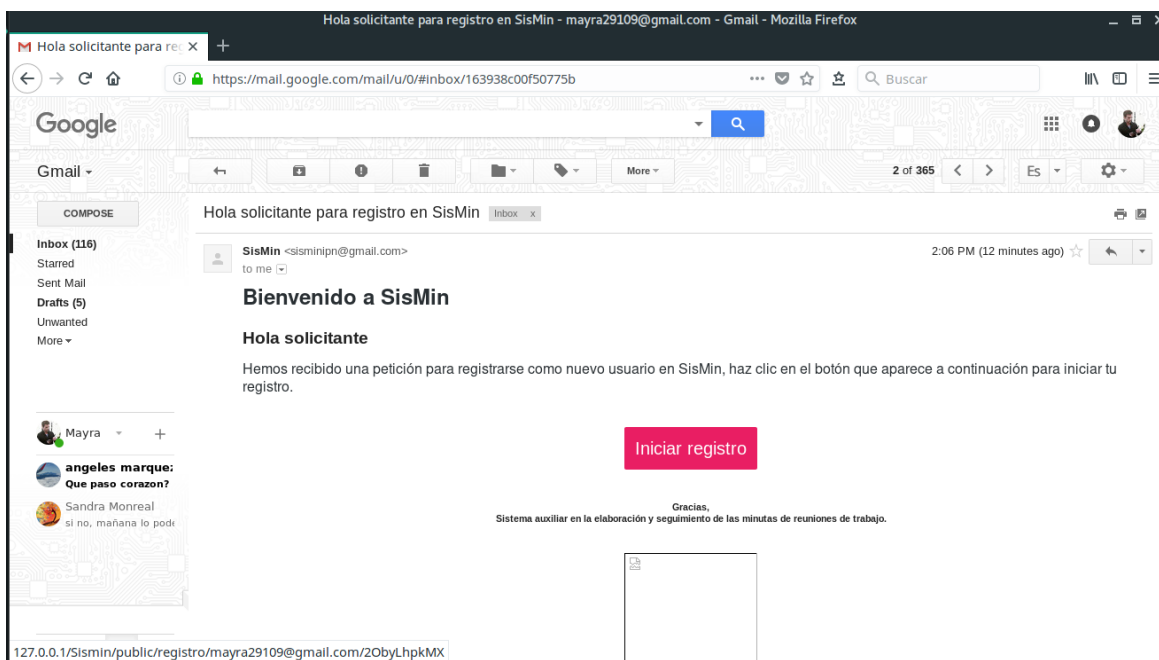 Hola solicitante para registro en SisMin - mayra29109@gmail.com - Gmail - Mozilla Firefox
Hola solicitante para reg
https://mail.google.com/mail/u/0/#inbox/163938c00f50775b
Buscar
Google
Gmail
More
2 of 365
Es
COMPOSE
Hola solicitante para registro en SisMin
Inbox x
Inbox (116)
Starred
Sent Mail
Drafts (5)
Unwanted
More
SisMin <sisminipn@gmail.com>
2:06 PM (12 minutes ago)
to me
Bienvenido a SisMin
Hola solicitante
Hemos recibido una petición para registrarse como nuevo usuario en SisMin, haz clic en el botón que aparece a continuación para iniciar tu
registro.
Iniciar registro
Gracias,
Sistema auxiliar en la elaboración y seguimiento de las minutas de reuniones de trabajo.
Mayra
angeles marquez
Que paso corazon?
Sandra Monreal
si no, mañana lo pode
127.0.0.1/Sismin/public/registro/mayra29109@gmail.com/2ObyLhpkMX